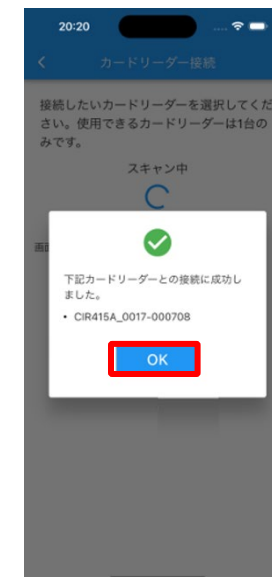 20:20
カードリーダー接続
接続したいカードリーダーを選択してくだ
さい。使用できるカードリーダーは1台の
みです。
スキャン中
画
下記カードリーダーとの接続に成功し
ました。
• CIR415A_0017-000708
OK